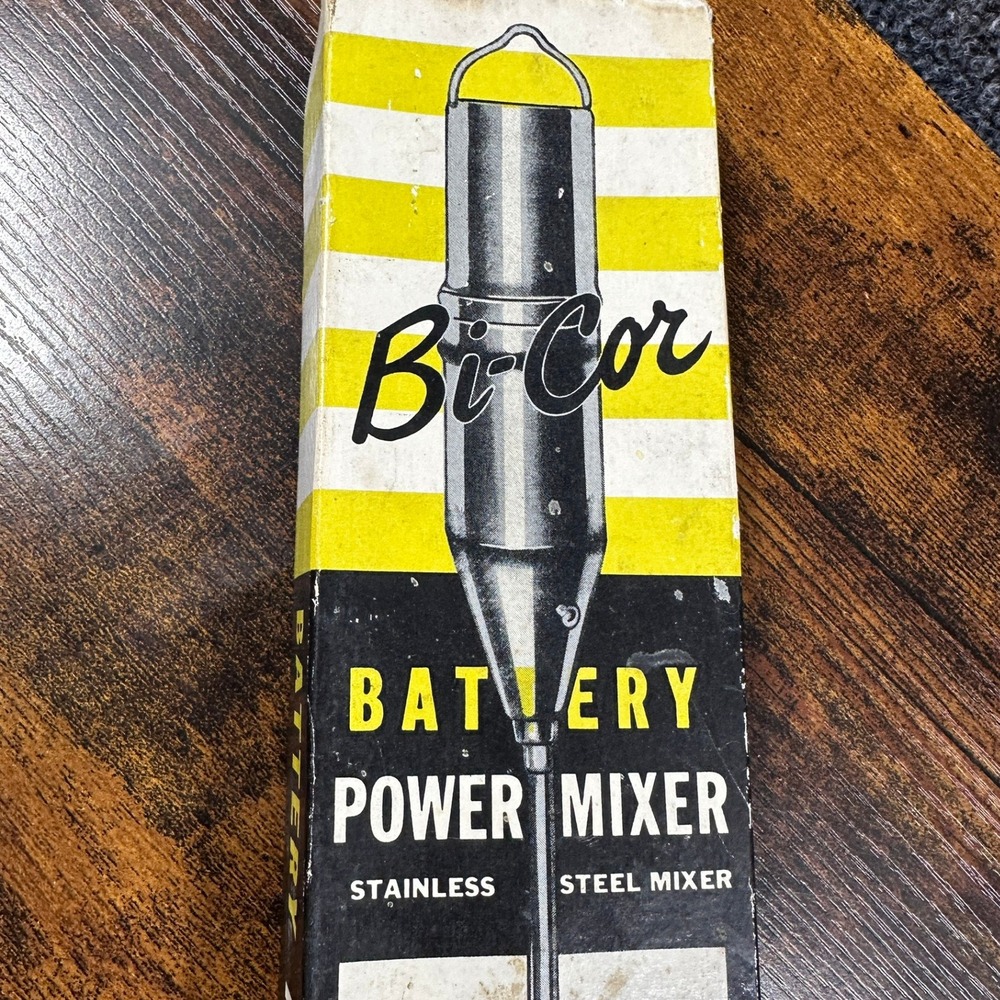 Bi-Cor
BATTERY
POWER MIXER
STAINLESS STEEL MIXER
BATTERY